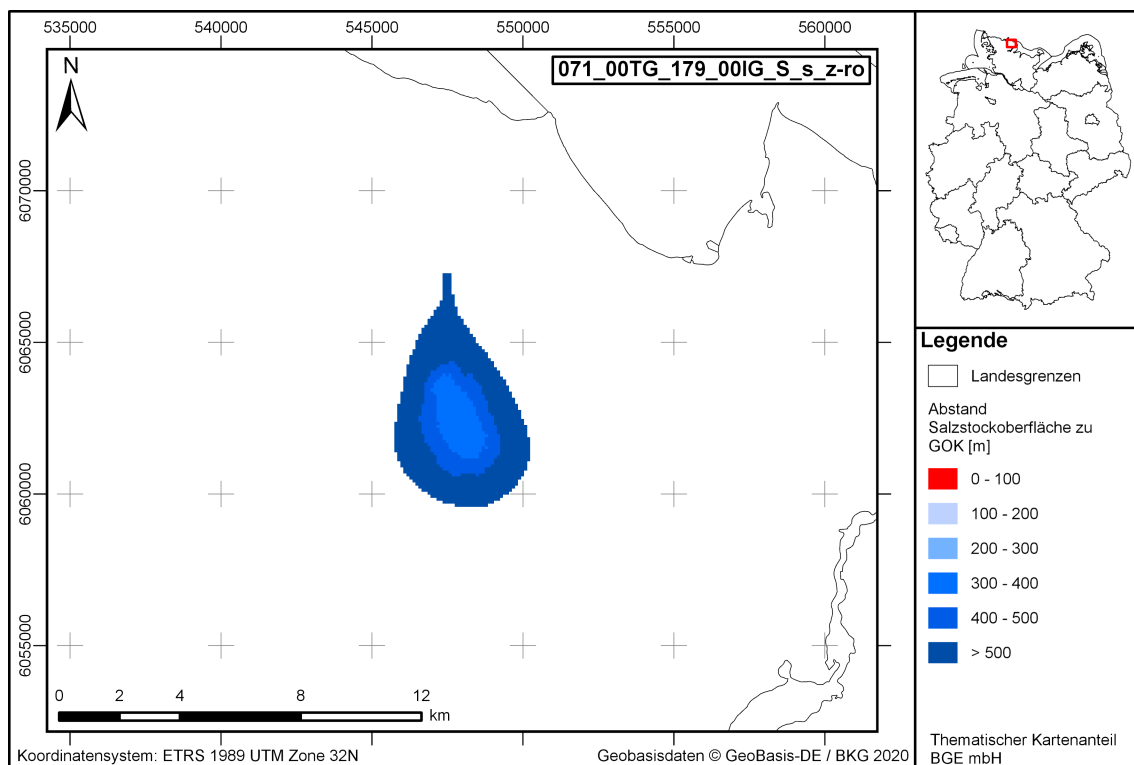 535000
540000
545000
550000
555000
560000
071_00TG_179_00IG_S_s_z-ro
N
6070000
6065000
6060000
6055000
0
2
4
8
12
km
Koordinatensystem: ETRS 1989 UTM Zone 32N
Geobasisdaten © GeoBasis-DE / BKG 2020
Legende
Landesgrenzen
Abstand
Salzstockoberfläche zu
GOK [m]
0 - 100
100 - 200
200 - 300
300 - 400
400 - 500
> 500
Thematischer Kartenanteil
BGE mbH